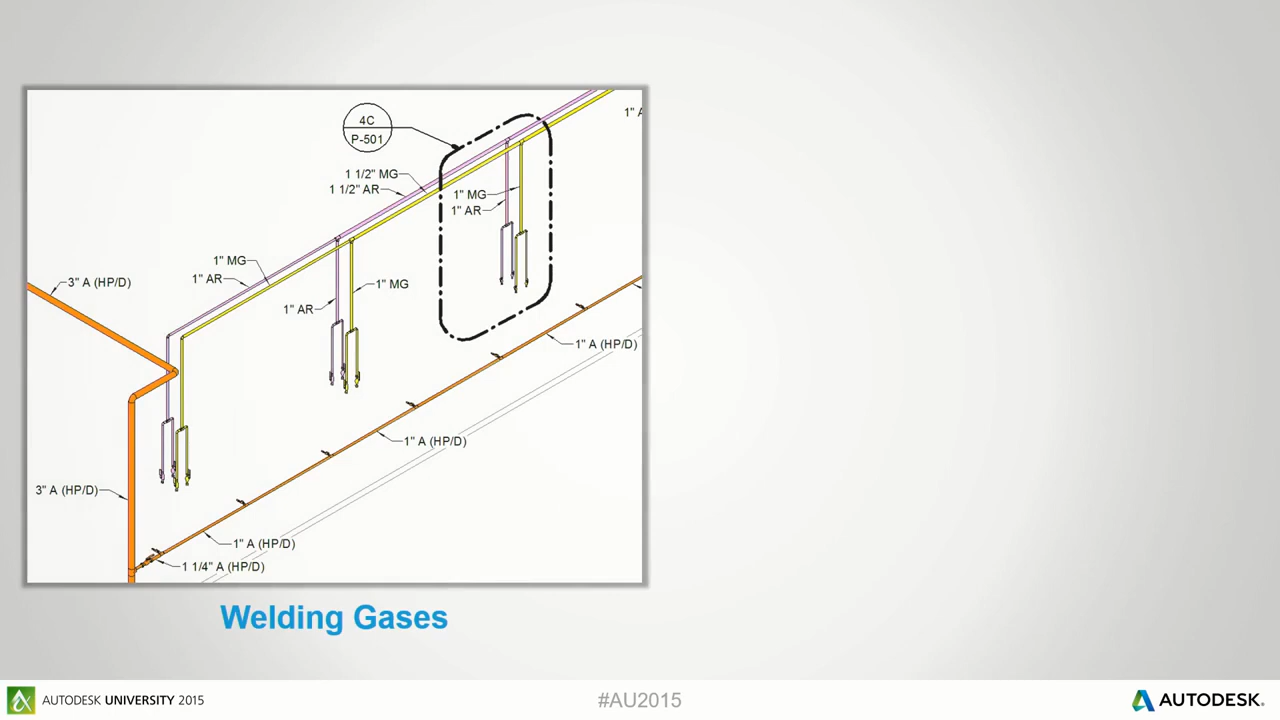 4C
P-501
1" A
1 1/2" MG
1 1/2" AR
1" MG
1" AR
1" MG
1" AR
3" A (HP/D)
1" MG
1" AR
1" A (HP/D)
1" A (HP/D)
3" A (HP/D)
1" A (HP/D)
1 1/4" A (HP/D)
Welding Gases
AUTODESK UNIVERSITY 2015
#AU2015
AUTODESK.